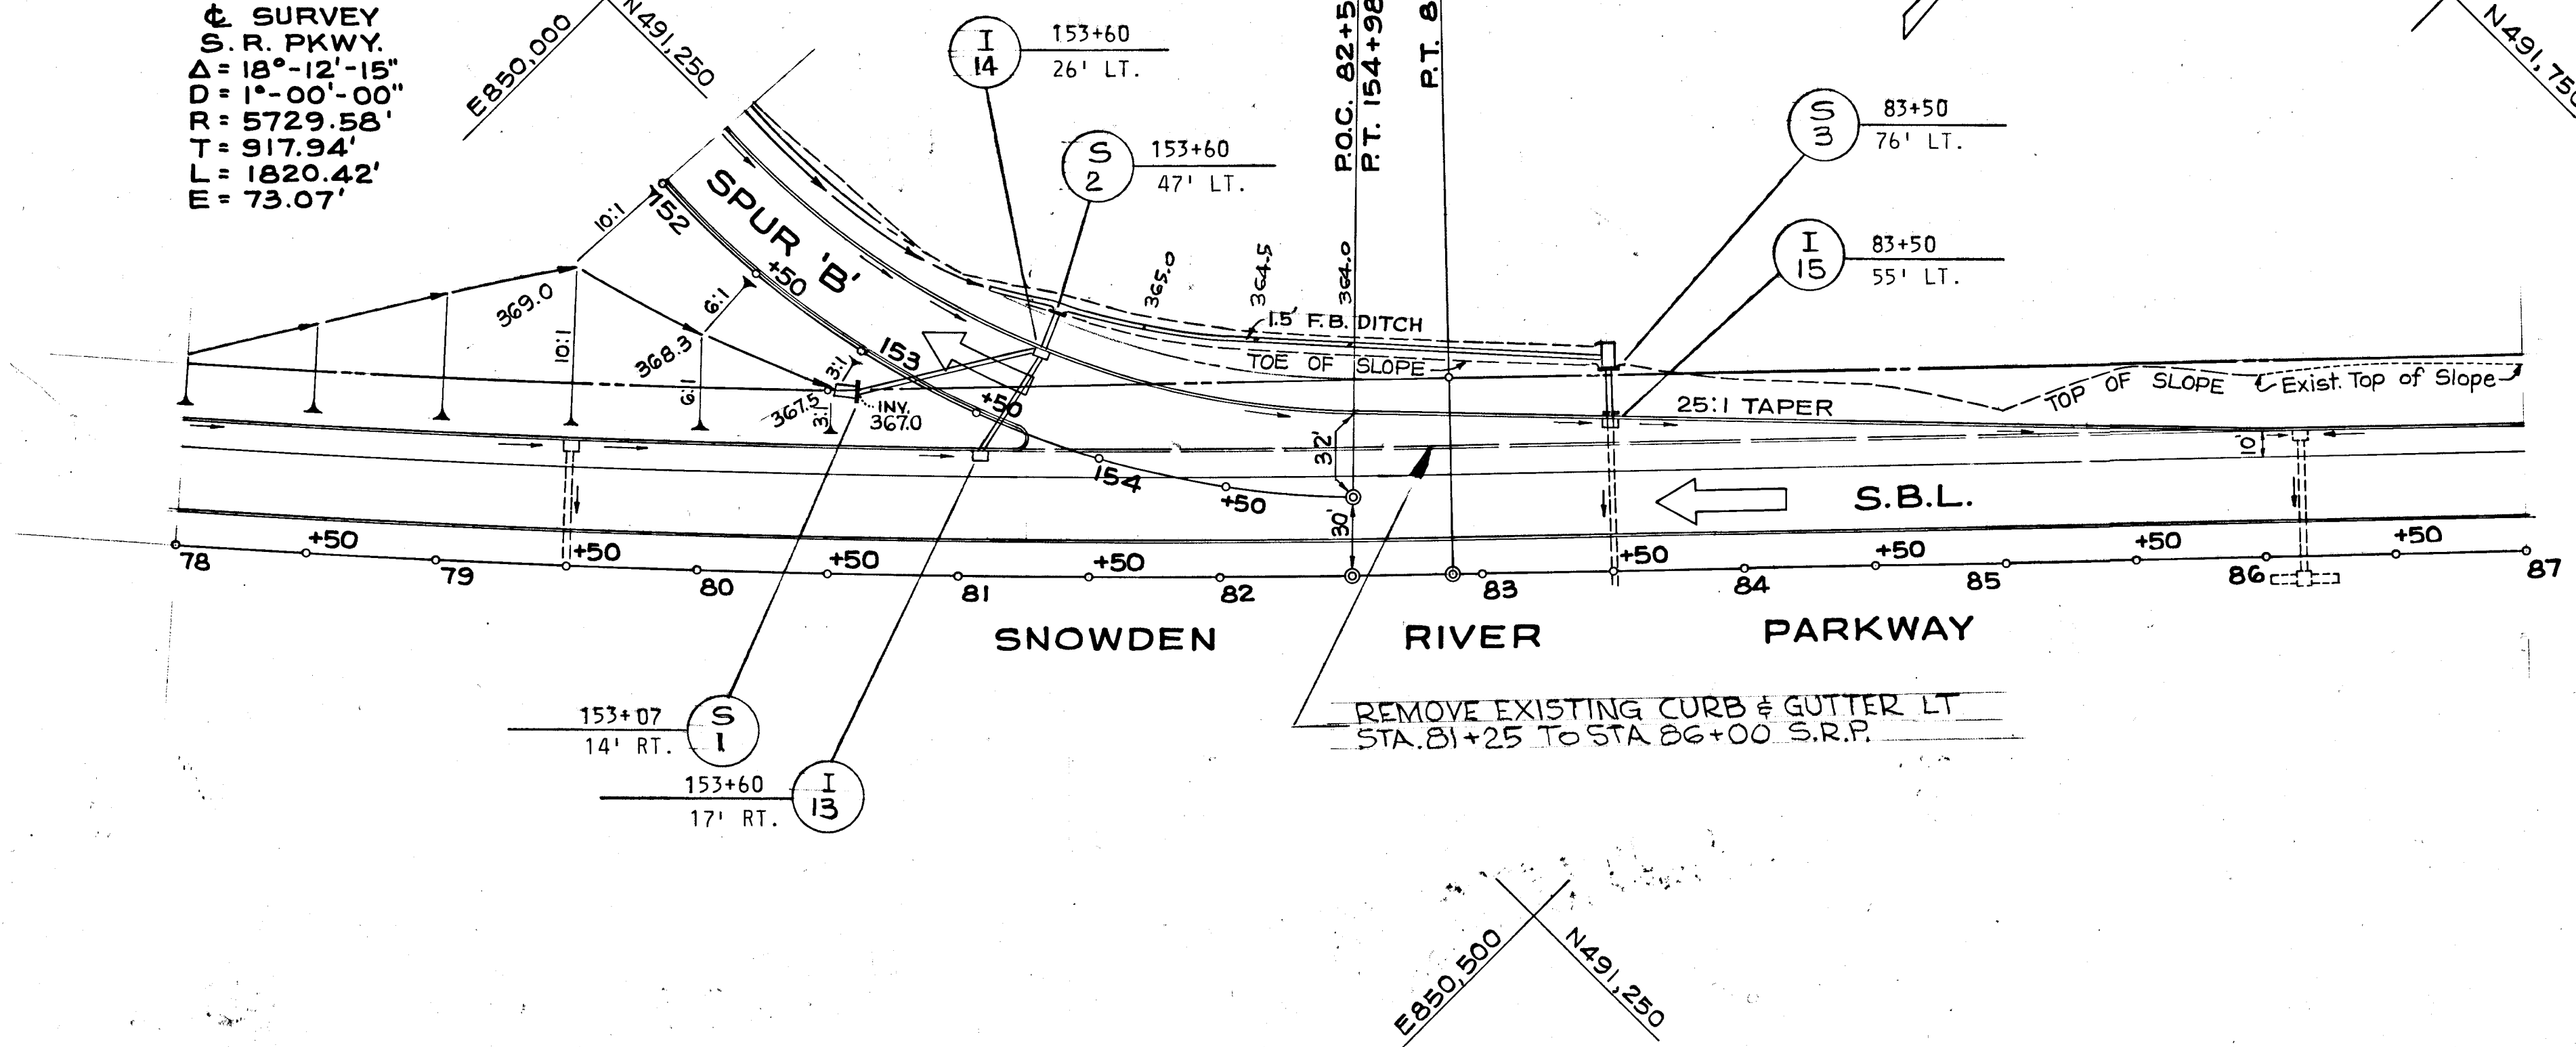 ℄ SURVEY
S. R. PKWY.
Δ = 18°-12'-15"
D = 1°-00'-00"
R = 5729.58'
T = 917.94'
L = 1820.42'
E = 73.07'
E850,000
N491,250
I
14
153+60
26' LT.
S
2
153+60
47' LT.
P.O.C. 82+5
P.T. 154+98
P.T. 8
S
3
83+50
76' LT.
I
15
83+50
55' LT.
N491,750
10:1
152
SPUR 'B'
+50
6:1
369.0
10:1
368.3
6:1
3:1
153
367.5
3:1
INV.
367.0
+50
154
+50
365.0
364.5
364.0
1.5' F.B. DITCH
TOE OF SLOPE
32'
30'
25:1 TAPER
TOP OF SLOPE
Exist. Top of Slope
10'
S.B.L.
78
+50
79
+50
80
+50
81
+50
82
83
+50
84
+50
85
+50
86
+50
87
SNOWDEN RIVER PARKWAY
153+07
14' RT.
S
1
153+60
17' RT.
I
13
REMOVE EXISTING CURB & GUTTER LT
STA. 81+25 TO STA 86+00 S.R.P.
E850,500
N491,250